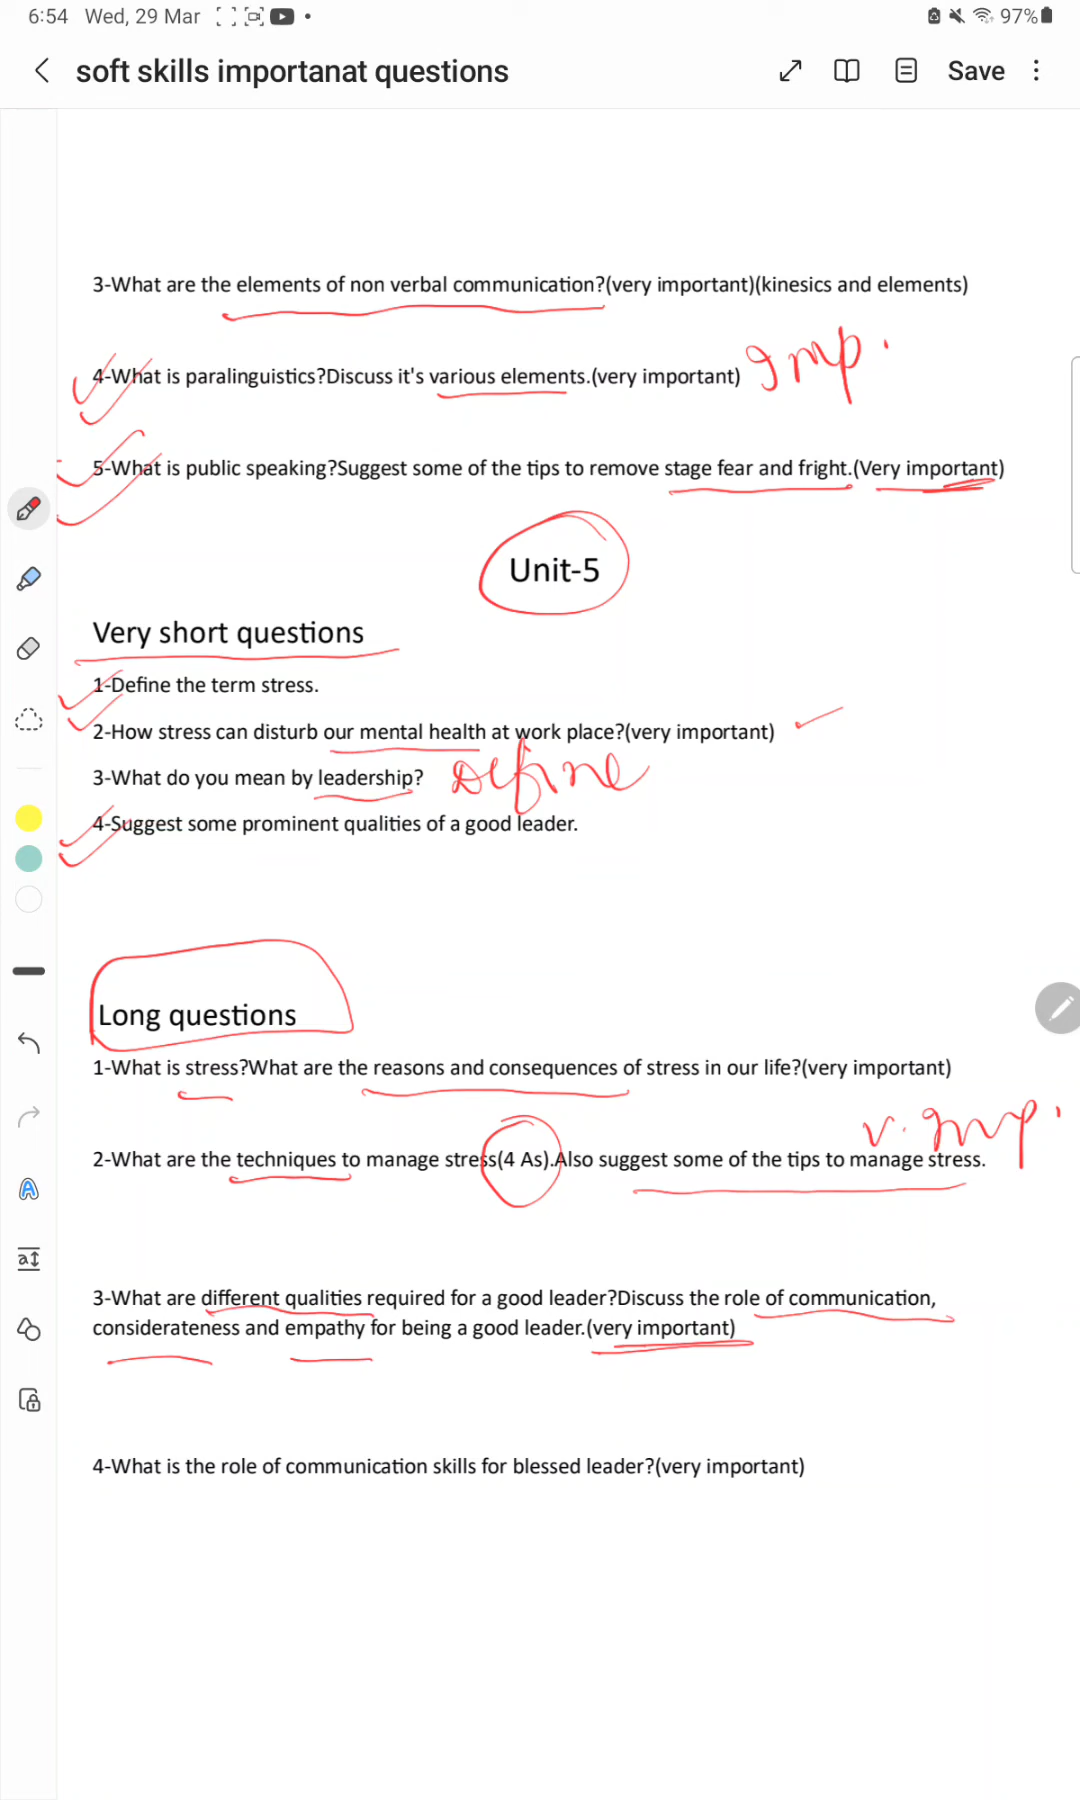 6:54 Wed, 29 Mar 97%
soft skills importanat questions Save
3-What are the elements of non verbal communication?(very important)(kinesics and elements)
4-What is paralinguistics?Discuss it's various elements.(very important) Imp.
5-What is public speaking?Suggest some of the tips to remove stage fear and fright.(Very important)
Unit-5
Very short questions
1-Define the term stress.
2-How stress can disturb our mental health at work place?(very important)
3-What do you mean by leadership? Define
4-Suggest some prominent qualities of a good leader.
Long questions
1-What is stress?What are the reasons and consequences of stress in our life?(very important)
V. Imp.
2-What are the techniques to manage stress(4 As).Also suggest some of the tips to manage stress.
3-What are different qualities required for a good leader?Discuss the role of communication,
considerateness and empathy for being a good leader.(very important)
4-What is the role of communication skills for blessed leader?(very important)